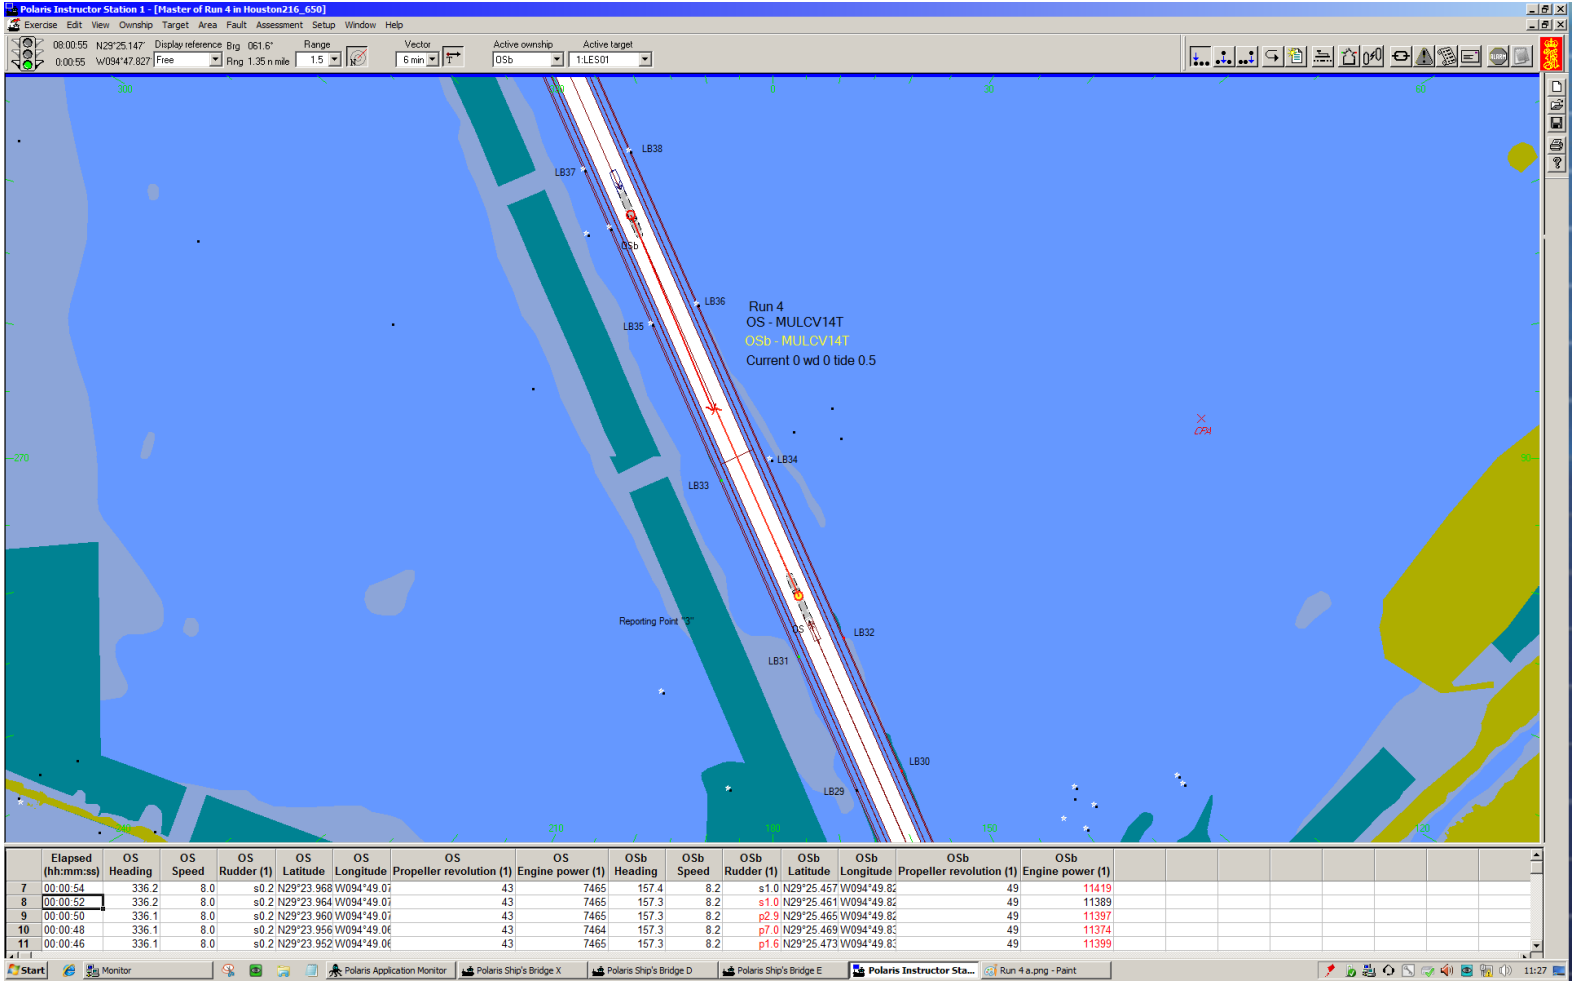 Polaris Instructor Station 1 - [Master of Run 4 in Houston216_650]
Exercise Edit View Ownship Target Area Fault Assessment Setup Window Help
08:00:55 N29°25.147' Display reference Brg 061.6° Range Vector Active ownship Active target
0:00:55 W094°47.827' Free Rng 1.35 n mile 1.5 6 min OSb 1:LES01
300 0 30 60
LB38
LB37
OSb
LB36
Run 4
LB35 OS - MULCV14T
OSb - MULCV14T
Current 0 wd 0 tide 0.5
CPA
270 LB34 90
LB33
Reporting Point "3"
OS LB32
LB31
LB30
LB29
210 180 150 120
Elapsed (hh:mm:ss) OS Heading OS Speed OS Rudder (1) OS Latitude OS Longitude OS Propeller revolution (1) OS Engine power (1) OSb Heading OSb Speed OSb Rudder (1) OSb Latitude OSb Longitude OSb Propeller revolution (1) OSb Engine power (1)
7 00:00:54 336.2 8.0 s0.2 N29°23.968 W094°49.07 43 7465 157.4 8.2 s1.0 N29°25.457 W094°49.82 49 11419
8 00:00:52 336.2 8.0 s0.2 N29°23.964 W094°49.07 43 7465 157.3 8.2 s1.0 N29°25.461 W094°49.82 49 11389
9 00:00:50 336.1 8.0 s0.2 N29°23.960 W094°49.07 43 7465 157.3 8.2 p2.9 N29°25.465 W094°49.82 49 11397
10 00:00:48 336.1 8.0 s0.2 N29°23.956 W094°49.06 43 7464 157.3 8.2 p7.0 N29°25.469 W094°49.83 49 11374
11 00:00:46 336.1 8.0 s0.2 N29°23.952 W094°49.06 43 7465 157.3 8.2 p1.6 N29°25.473 W094°49.83 49 11399
Start Monitor Polaris Application Monitor Polaris Ship's Bridge X Polaris Ship's Bridge D Polaris Ship's Bridge E Polaris Instructor Sta... Run 4 a.png - Paint 11:27